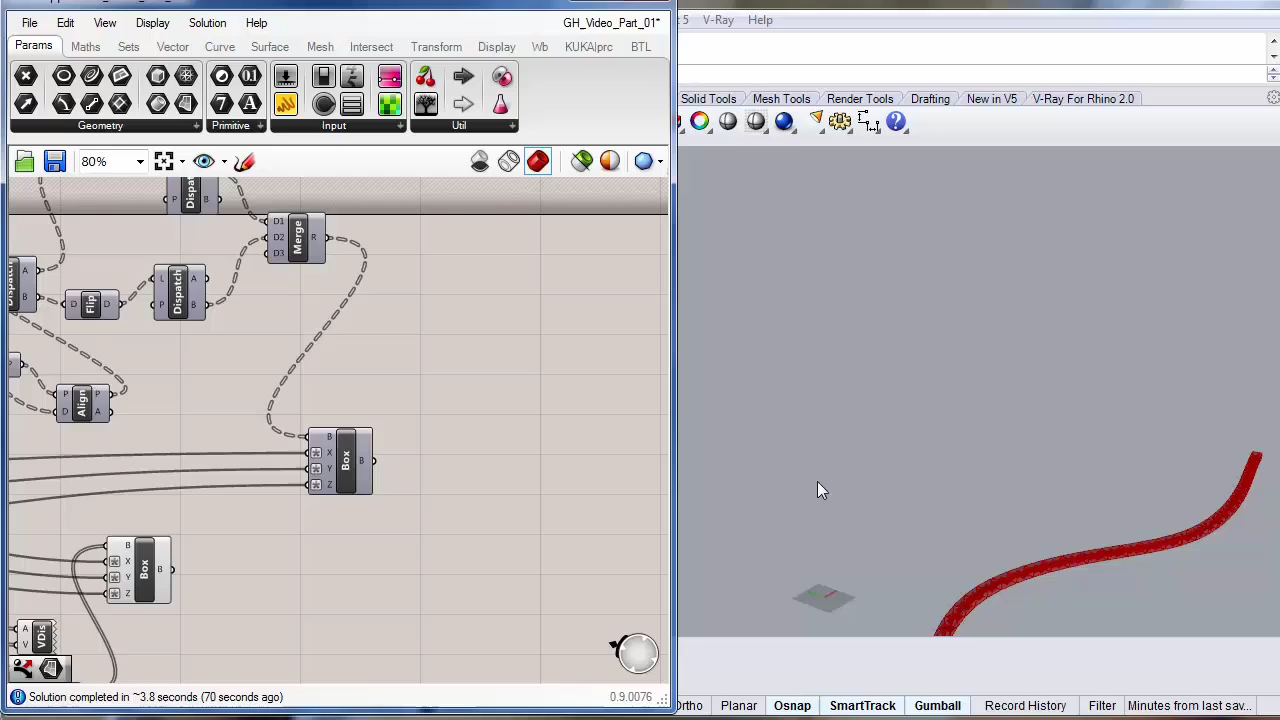 File Edit View Display Solution Help GH_Video_Part_01*
Params Maths Sets Vector Curve Surface Mesh Intersect Transform Display Wb KUKA|prc BTL
Geometry Primitive Input Util
80%
P B
Dispatch
D1
D2 R
D3
Merge
A
B
Dispatch
D Flip D
L A
P B
Dispatch
P P
D A
Align
B
X
Y B
Z
Box
B
X
Y B
Z
Box
A
V
VDis
Solution completed in ~3.8 seconds (70 seconds ago) 0.9.0076
5 V-Ray Help
Solid Tools Mesh Tools Render Tools Drafting New in V5 V-Ray For Rhino 2.0
Ortho Planar Osnap SmartTrack Gumball Record History Filter Minutes from last sav...